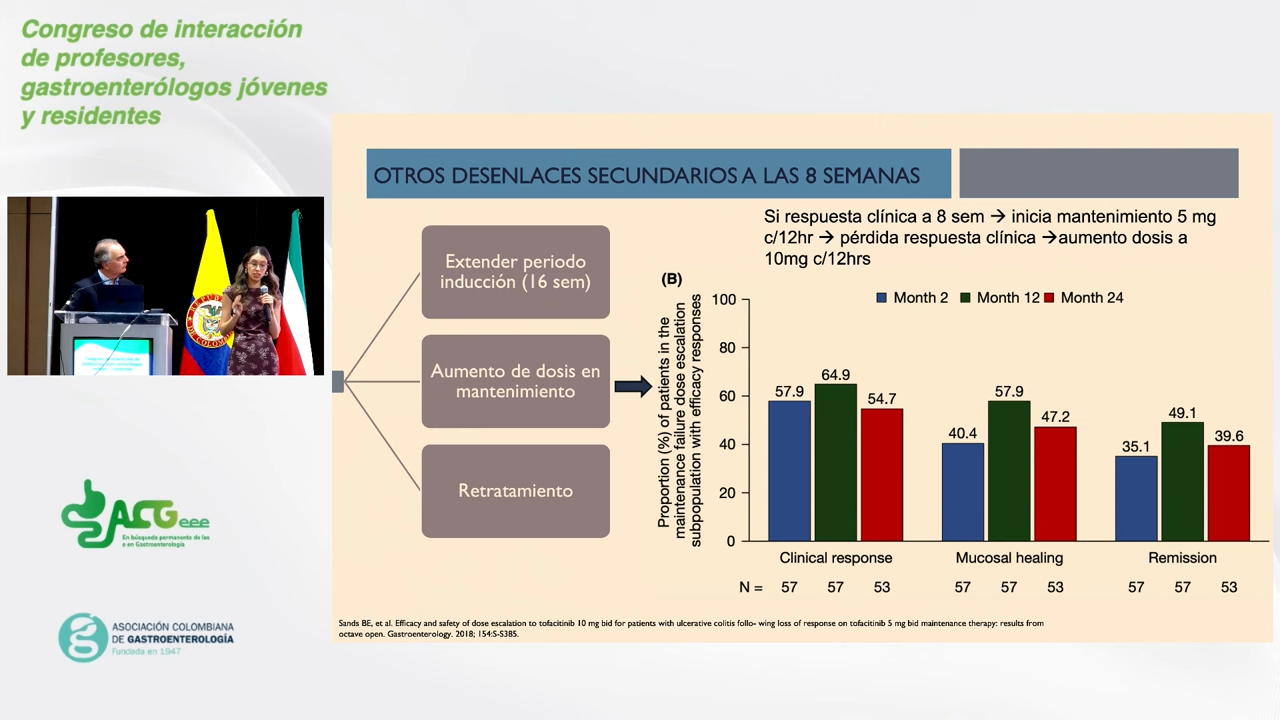 Congreso de interacción
de profesores,
gastroenterólogos jóvenes
y residentes
OTROS DESENLACES SECUNDARIOS A LAS 8 SEMANAS
Extender periodo
inducción (16 sem)
Aumento de dosis en
mantenimiento
Retratamiento
Si respuesta clínica a 8 sem → inicia mantenimiento 5 mg
c/12hr → pérdida respuesta clínica →aumento dosis a
10mg c/12hrs
(B)
Proportion (%) of patients in the
maintenance failure dose escalation
subpopulation with efficacy responses
Month 2 Month 12 Month 24
100
80
60
40
20
0
57.9 64.9 54.7
40.4 57.9 47.2
35.1 49.1 39.6
Clinical response Mucosal healing Remission
N = 57 57 53 57 57 53 57 57 53
Sands BE, et al. Efficacy and safety of dose escalation to tofacitinib 10 mg bid for patients with ulcerative colitis follo- wing loss of response on tofacitinib 5 mg bid maintenance therapy: results from
octave open. Gastroenterology. 2018; 154:S-S385.
ACGeee
En búsqueda permanente de las
e en Gastroenterología
ASOCIACIÓN COLOMBIANA
DE GASTROENTEROLOGÍA
Fundada en 1947